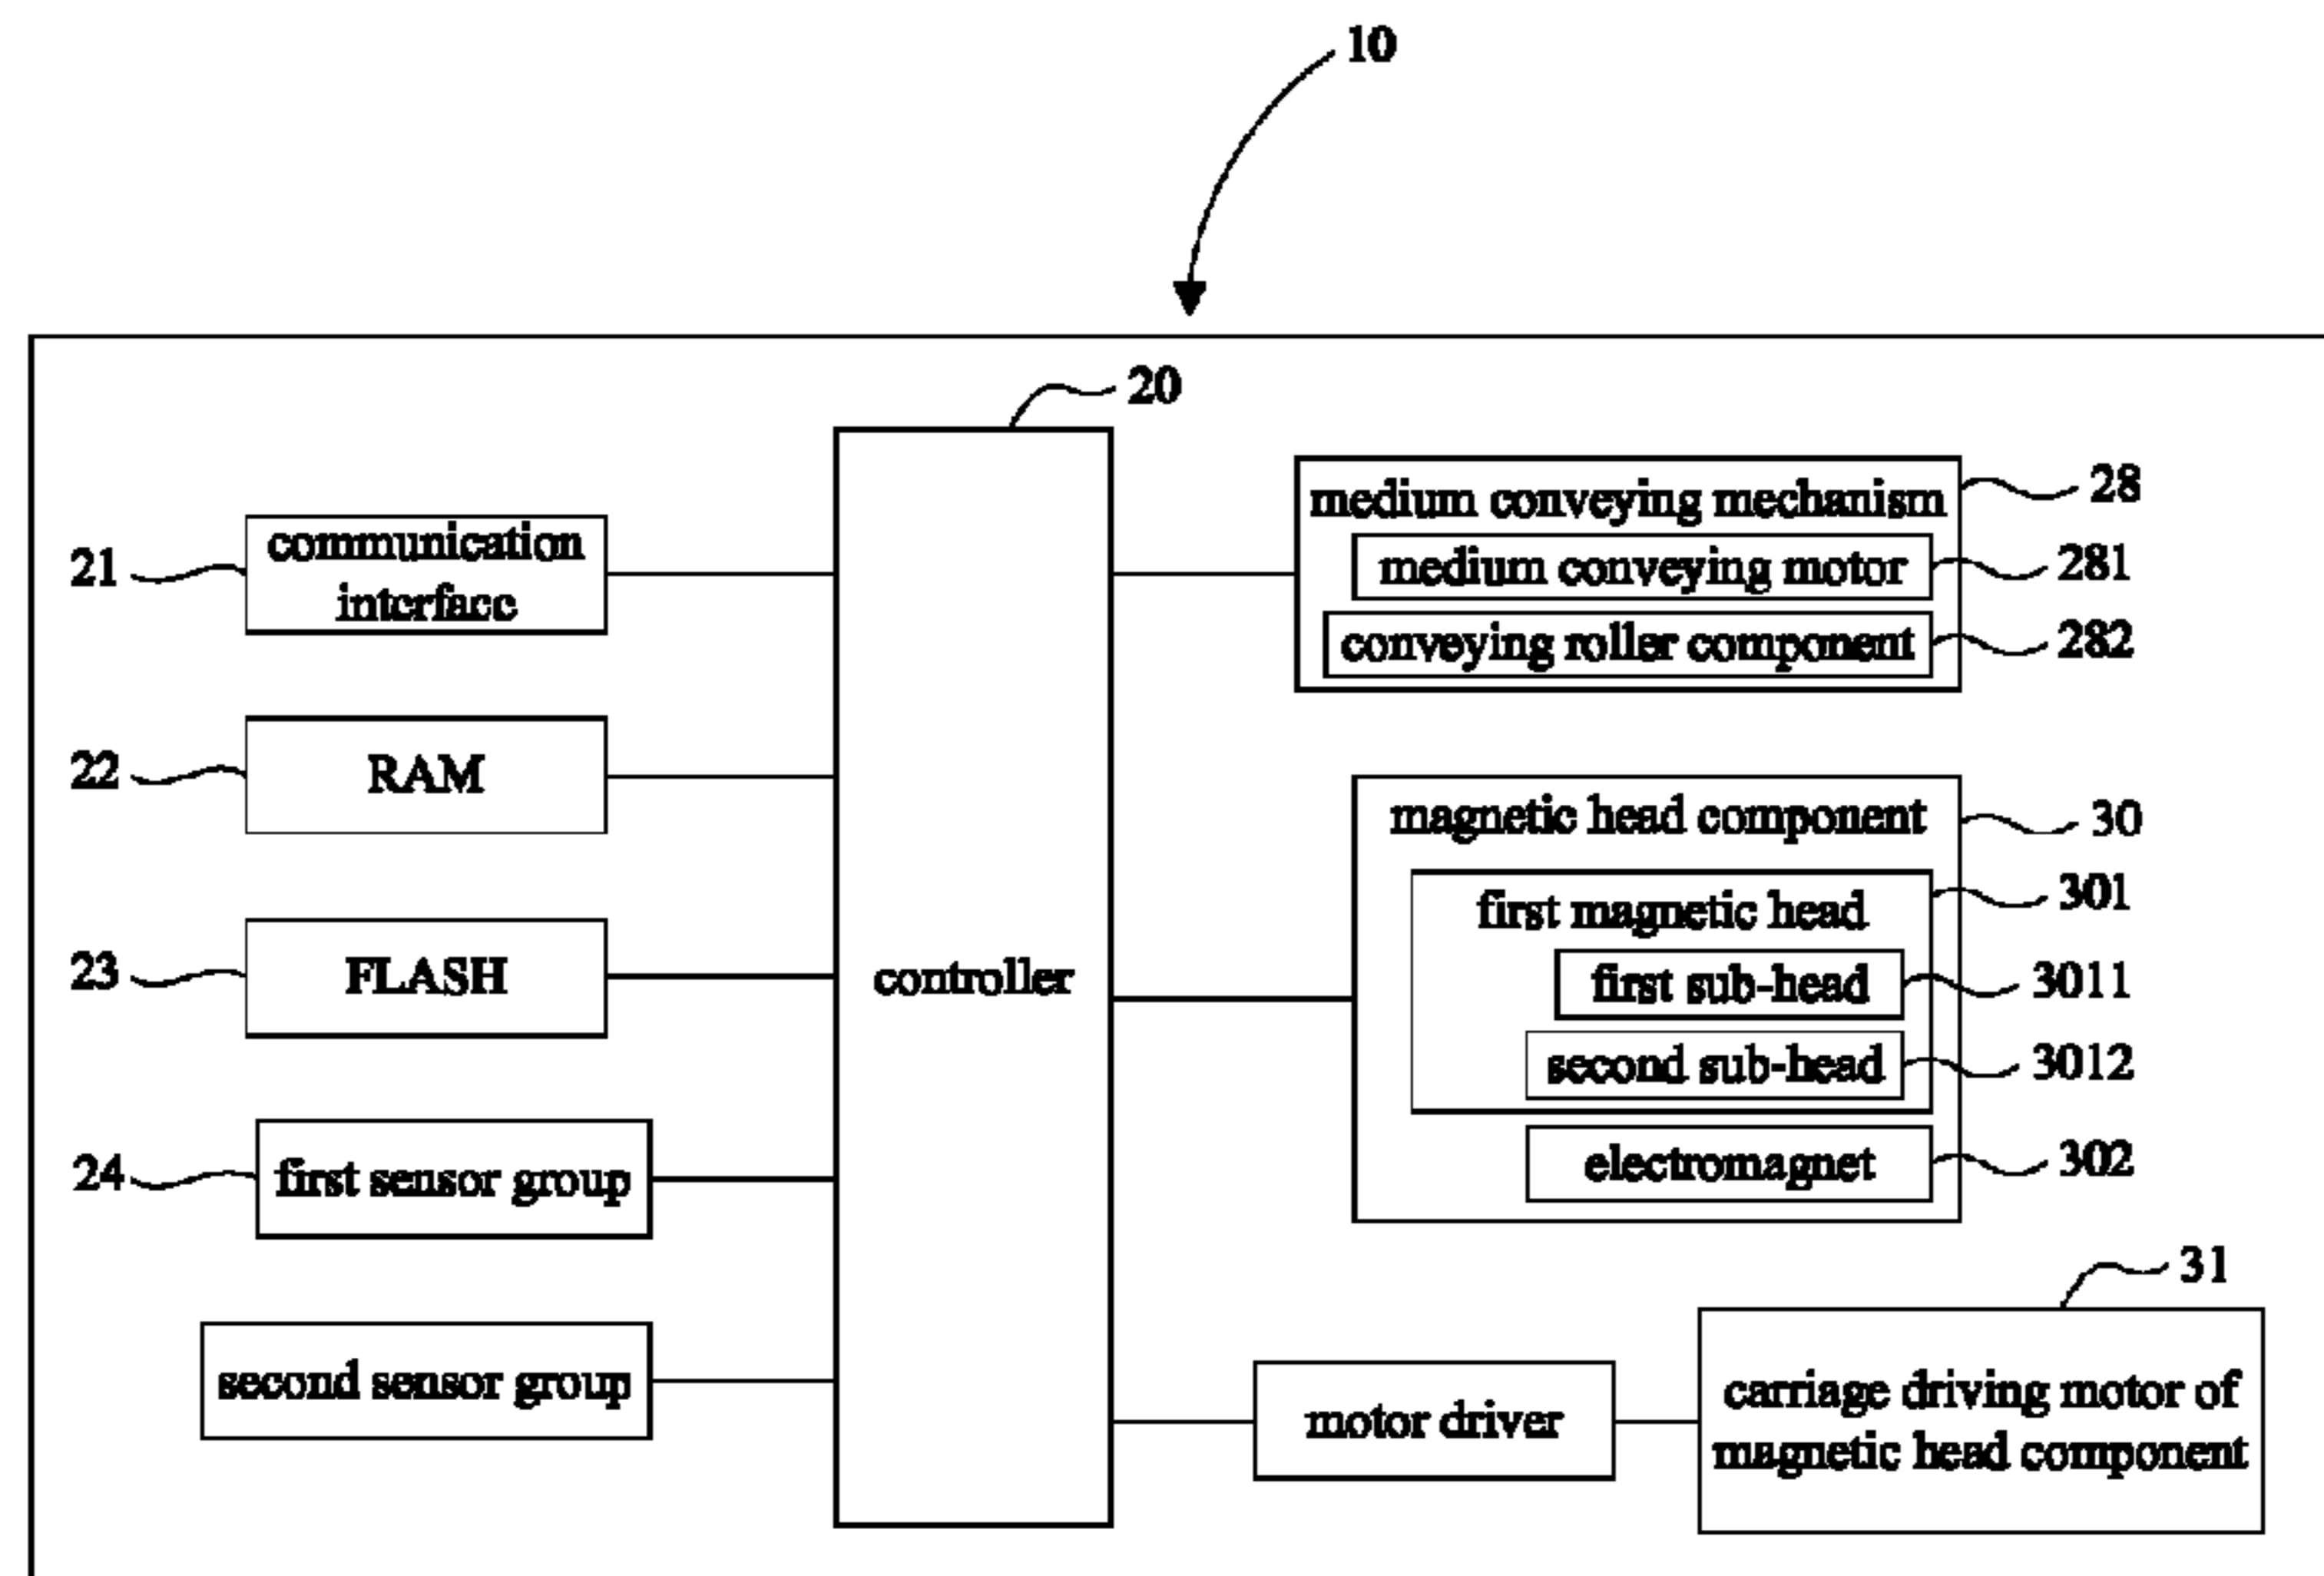 10
20
21
communication
interface
22
RAM
23
FLASH
24
first sensor group
second sensor group
controller
medium conveying mechanism
28
medium conveying motor
281
conveying roller component
282
magnetic head component
30
first magnetic head
301
first sub-head
3011
second sub-head
3012
electromagnet
302
motor driver
31
carriage driving motor of
magnetic head component